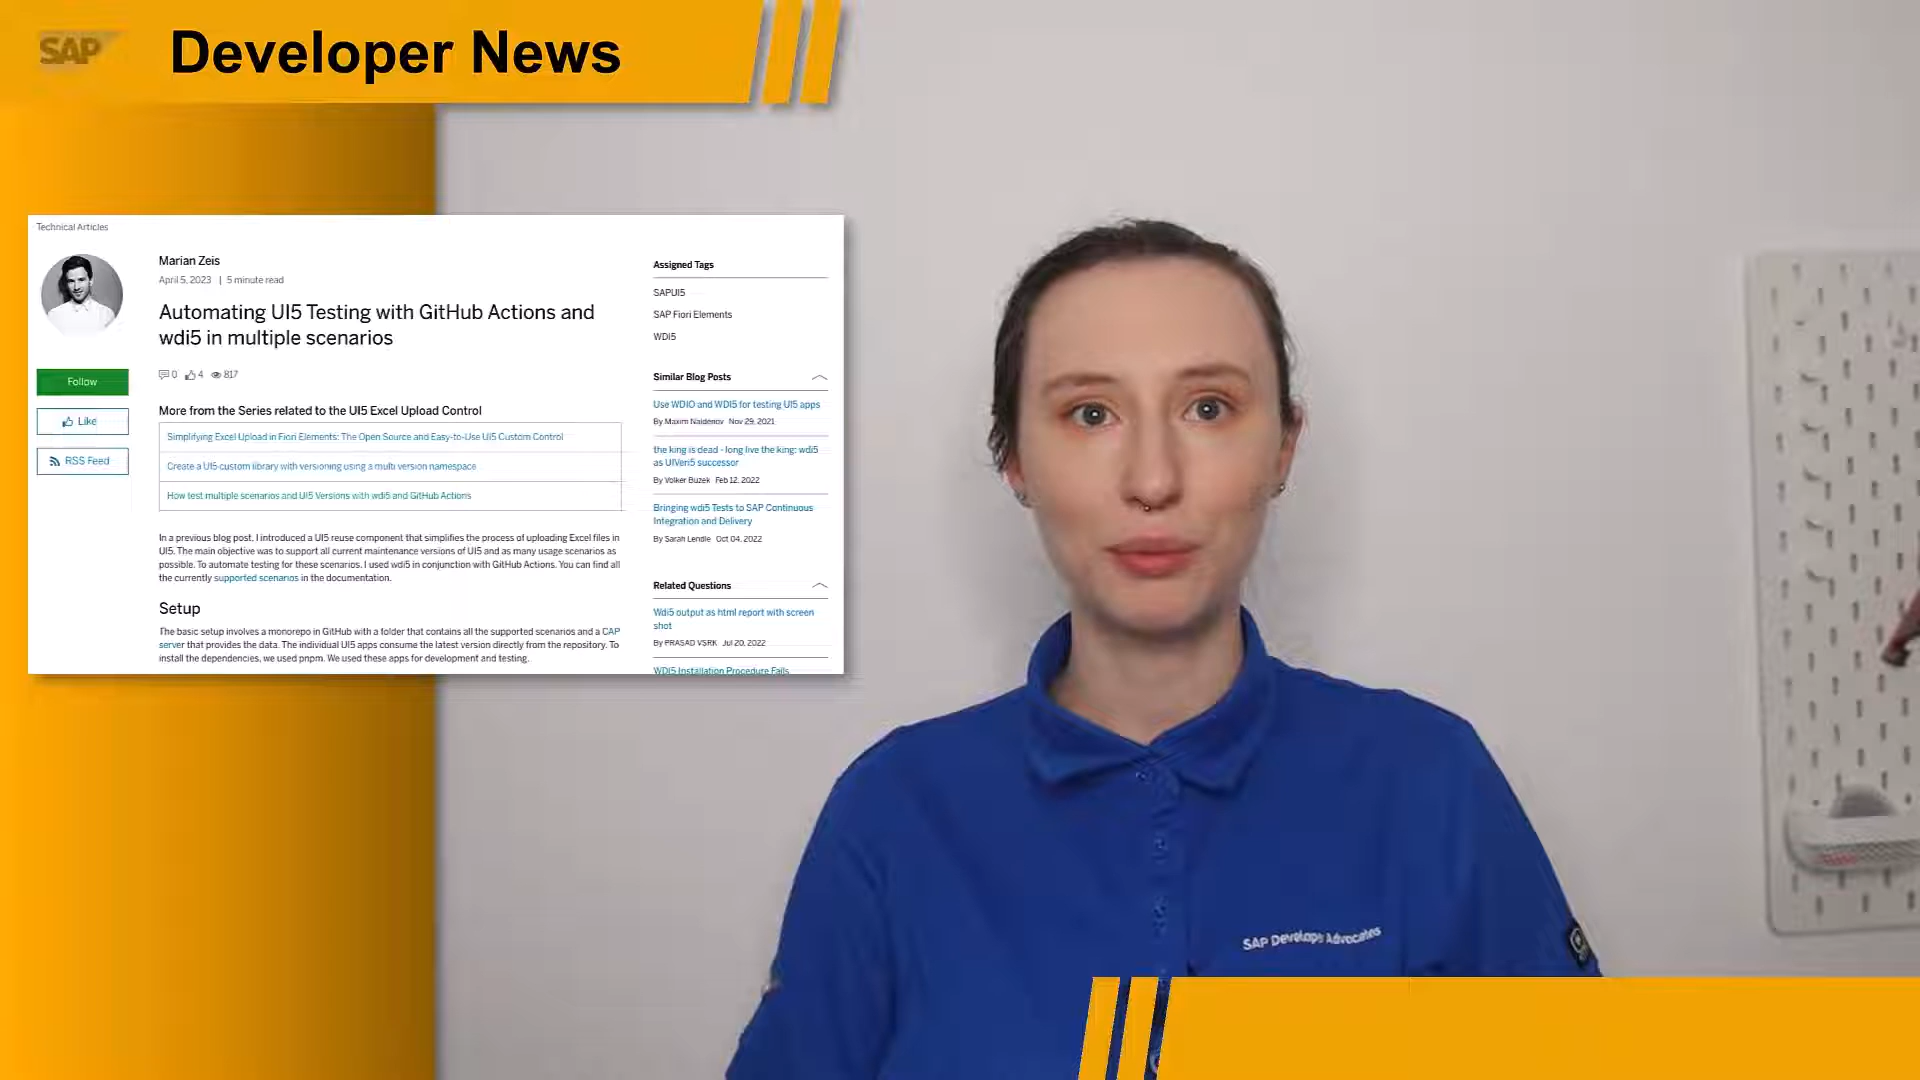 SAP
Developer News
Technical Articles
Marian Zeis
April 5, 2023 | 5 minute read
Automating UI5 Testing with GitHub Actions and
wdi5 in multiple scenarios
0 4 817
Follow
Like
RSS Feed
More from the Series related to the UI5 Excel Upload Control
Simplifying Excel Upload in Fiori Elements: The Open Source and Easy-to-Use UI5 Custom Control
Create a UI5 custom library with versioning using a multi version namespace
How test multiple scenarios and UI5 Versions with wdi5 and GitHub Actions
In a previous blog post, I introduced a UI5 reuse component that simplifies the process of uploading Excel files in
UI5. The main objective was to support all current maintenance versions of UI5 and as many usage scenarios as
possible. To automate testing for these scenarios, I used wdi5 in conjunction with GitHub Actions. You can find all
the currently supported scenarios in the documentation.
Setup
The basic setup involves a monorepo in GitHub with a folder that contains all the supported scenarios and a CAP
server that provides the data. The individual UI5 apps consume the latest version directly from the repository. To
install the dependencies, we used pnpm. We used these apps for development and testing.
Assigned Tags
SAPUI5
SAP Fiori Elements
WDI5
Similar Blog Posts
Use WDIO and WDI5 for testing UI5 apps
By Maxim Naidenov Nov 29, 2021
the king is dead - long live the king: wdi5
as UIVeri5 successor
By Volker Buzek Feb 12, 2022
Bringing wdi5 Tests to SAP Continuous
Integration and Delivery
By Sarah Lendle Oct 04, 2022
Related Questions
Wdi5 output as html report with screen
shot
By PRASAD VSRK Jul 20, 2022
WDI5 Installation Procedure Fails
SAP Developer Advocates